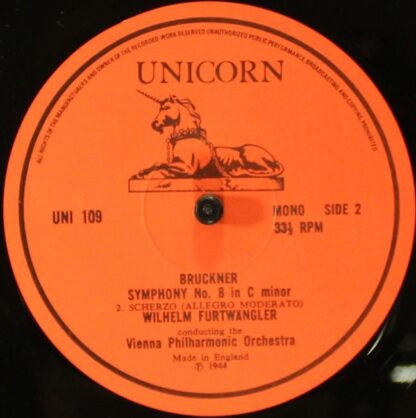 ALL RIGHTS OF THE MANUFACTURERS AND OWNER OF THE RECORDED WORK RESERVED UNAUTHORIZED PUBLIC PERFORMANCE BROADCASTING AND COPYING PROHIBITED
UNICORN
UNI 109
MONO SIDE 2
33⅓ RPM
BRUCKNER
SYMPHONY No. 8 in C minor
2. SCHERZO (ALLEGRO MODERATO)
WILHELM FURTWANGLER
conducting the
Vienna Philharmonic Orchestra
Made in England
℗ 1944